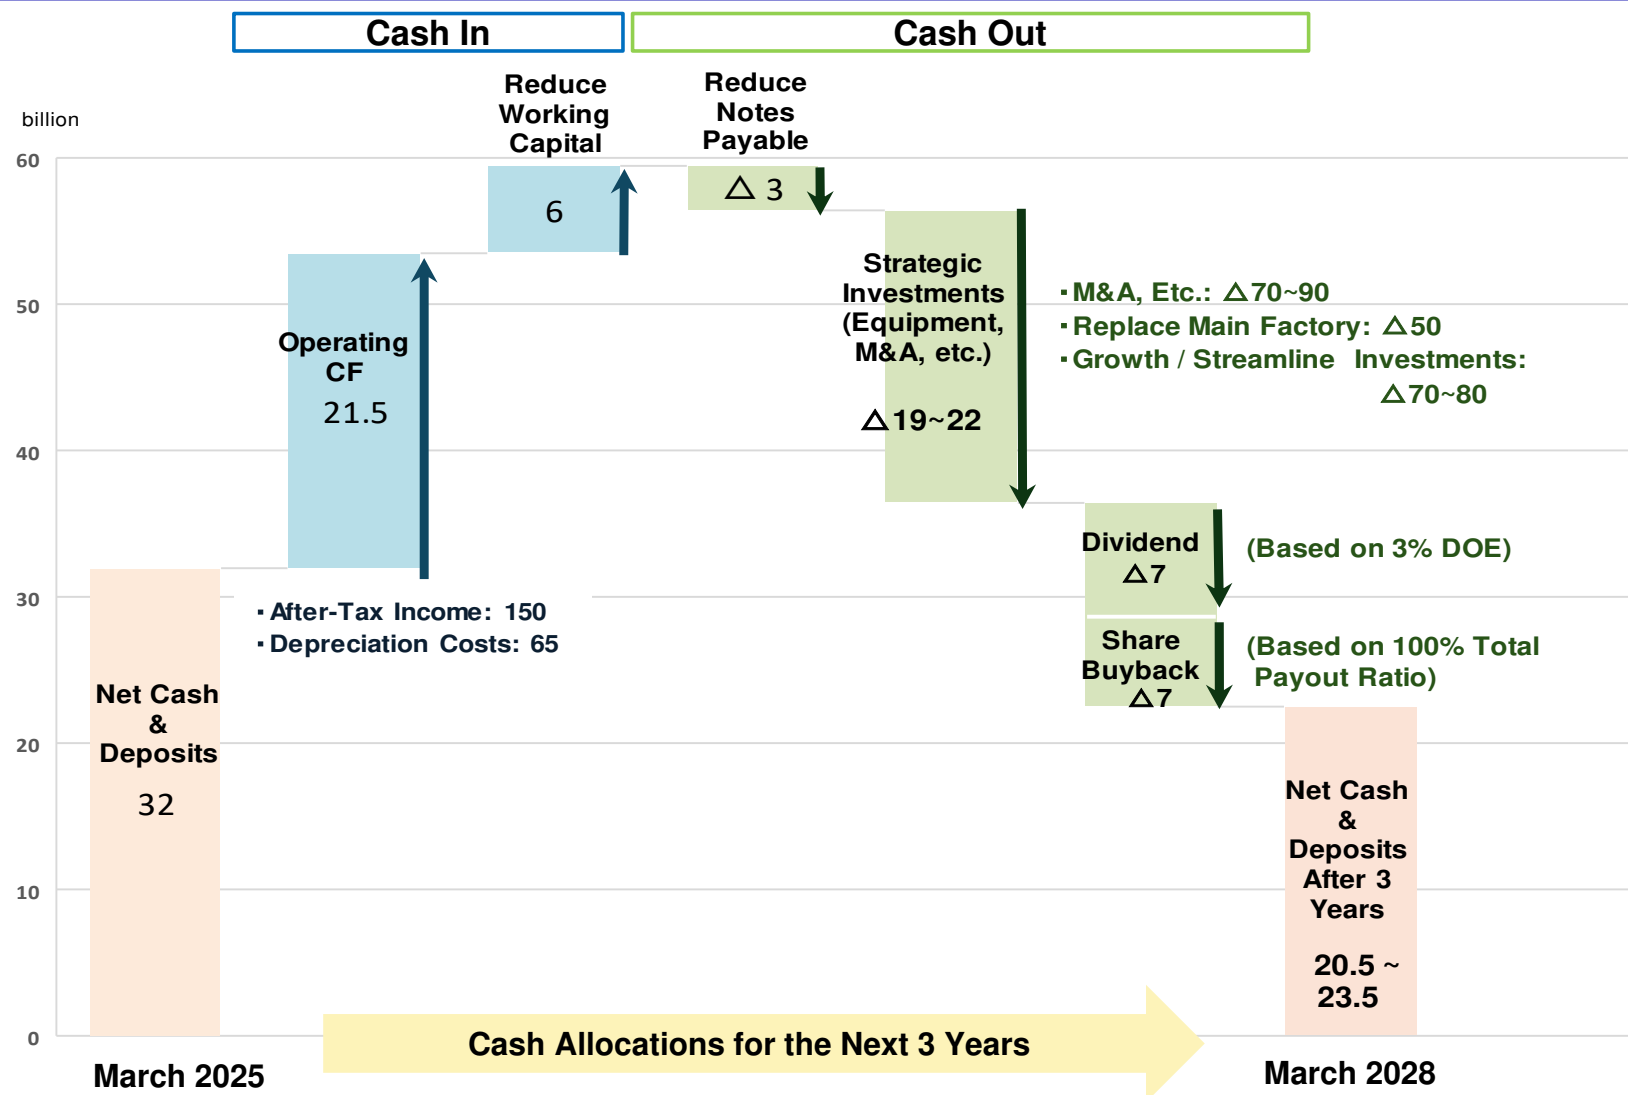 Cash In
Cash Out
billion
Reduce
Working
Capital
Reduce
Notes
Payable
60
50
40
30
20
10
0
6
△ 3
Operating
CF
21.5
Strategic
Investments
(Equipment,
M&A, etc.)
△19~22
▪M&A, Etc.: △70~90
▪Replace Main Factory: △50
▪Growth / Streamline Investments:
△70~80
▪After-Tax Income: 150
▪Depreciation Costs: 65
Dividend
△7
(Based on 3% DOE)
Share
Buyback
△7
(Based on 100% Total
Payout Ratio)
Net Cash
&
Deposits
32
Net Cash
&
Deposits
After 3
Years
20.5 ~
23.5
Cash Allocations for the Next 3 Years
March 2025
March 2028